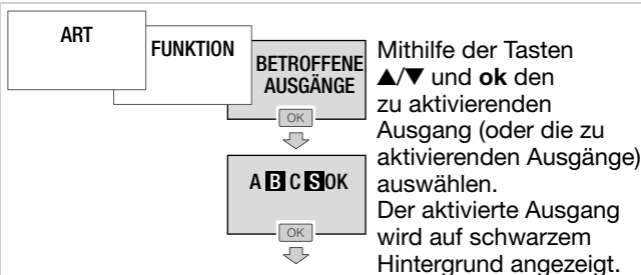 ART
FUNKTION
BETROFFENE
AUSGÄNGE
OK
A B C S OK
OK
Mithilfe der Tasten
▲/▼ und ok den
zu aktivierenden
Ausgang (oder die zu
aktivierenden Ausgänge)
auswählen.
Der aktivierte Ausgang
wird auf schwarzem
Hintergrund angezeigt.